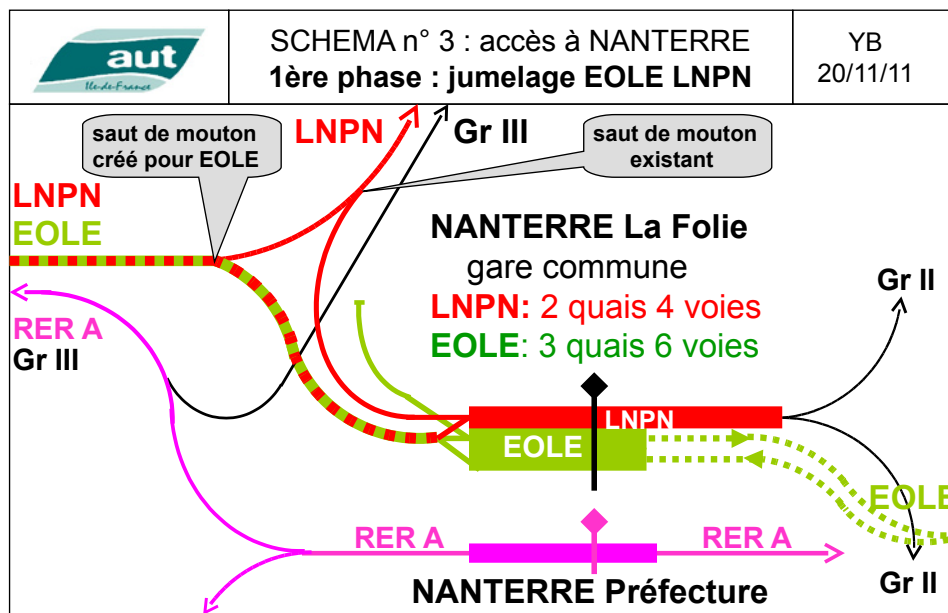 aut
Ile-de-France
SCHEMA n° 3 : accès à NANTERRE
1ère phase : jumelage EOLE LNPN
YB
20/11/11
saut de mouton
créé pour EOLE
LNPN
Gr III
saut de mouton
existant
LNPN
EOLE
NANTERRE La Folie
gare commune
LNPN: 2 quais 4 voies
EOLE: 3 quais 6 voies
Gr II
RER A
Gr III
LNPN
EOLE
EOLE
RER A
RER A
Gr II
NANTERRE Préfecture